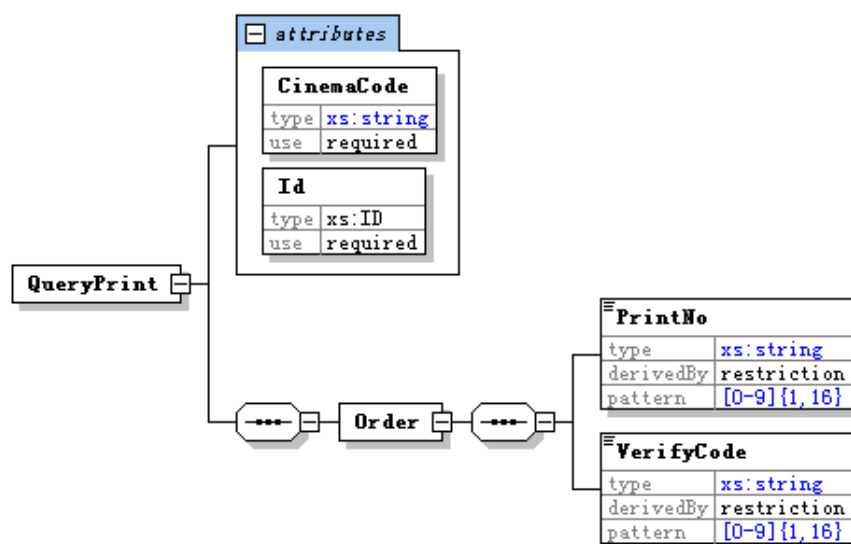 attributes
CinemaCode
type xs:string
use required
Id
type xs:ID
use required
QueryPrint
Order
PrintNo
type xs:string
derivedBy restriction
pattern [0-9]{1,16}
VerifyCode
type xs:string
derivedBy restriction
pattern [0-9]{1,16}